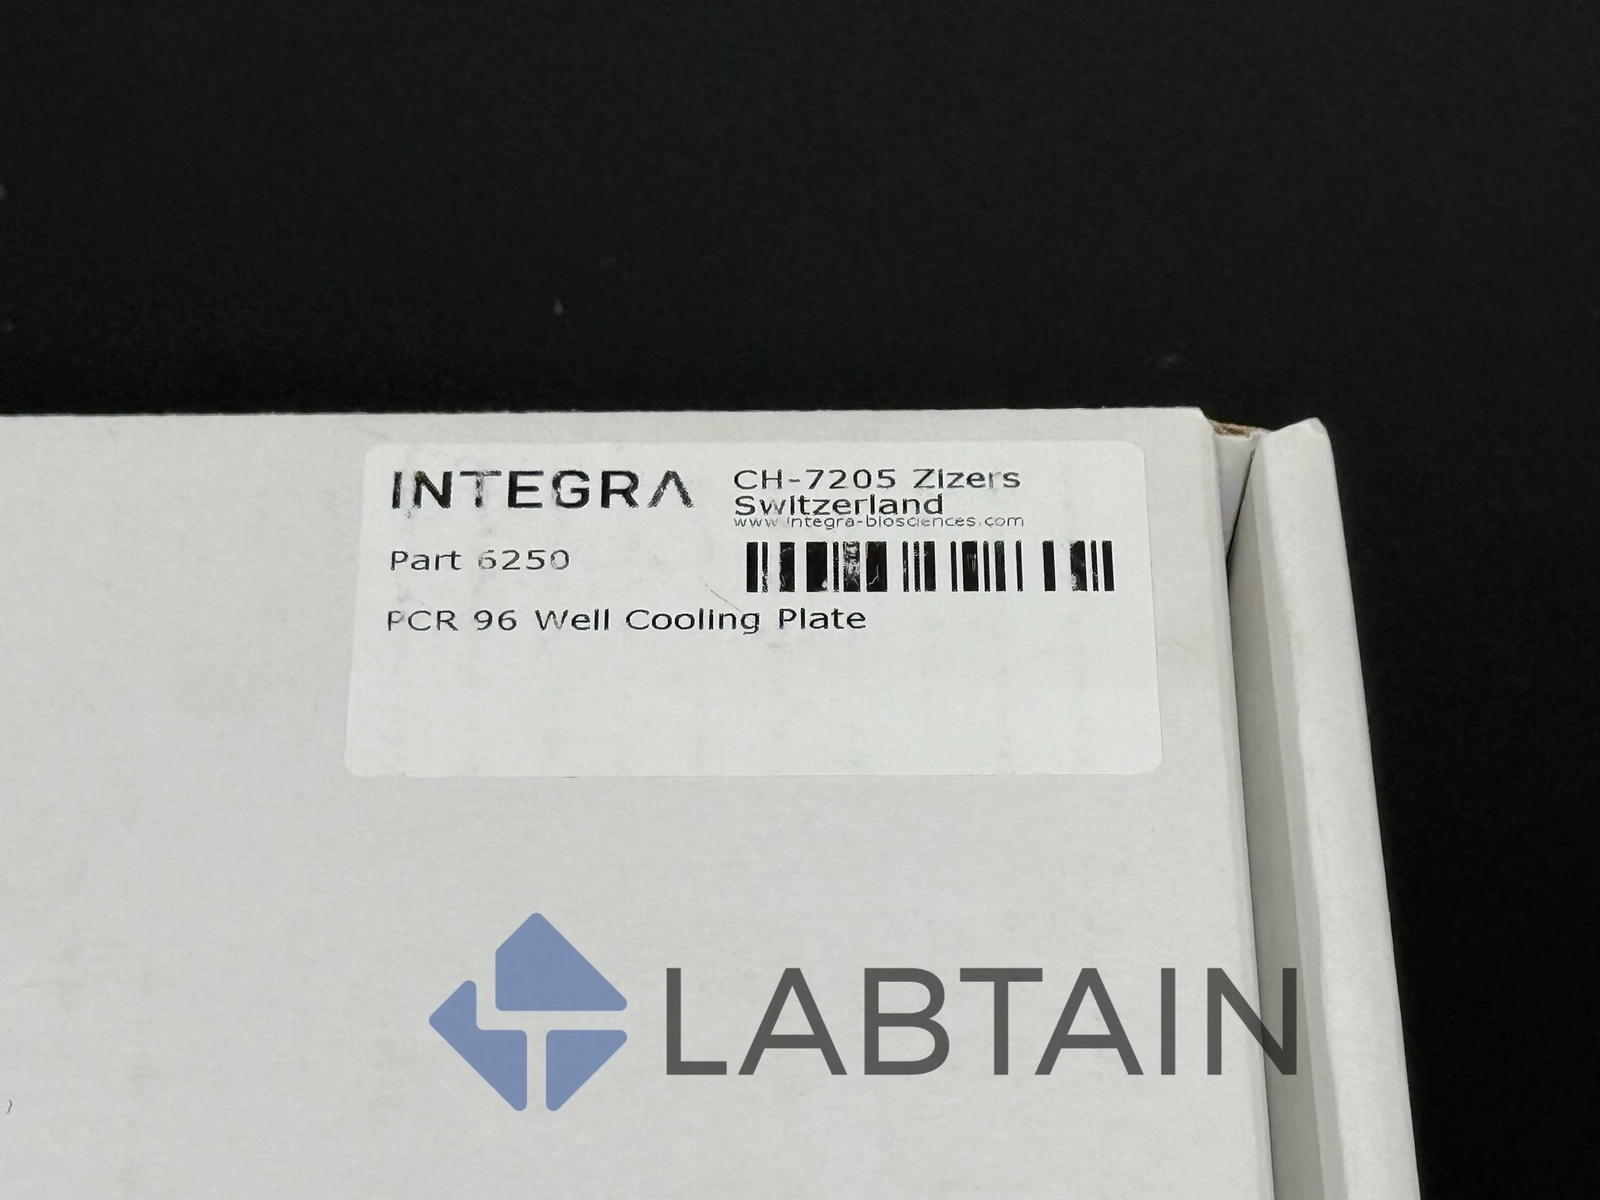 INTEGRA
CH-7205 Zizers
Switzerland
www.integra-biosciences.com
Part 6250
PCR 96 Well Cooling Plate
LABTAIN